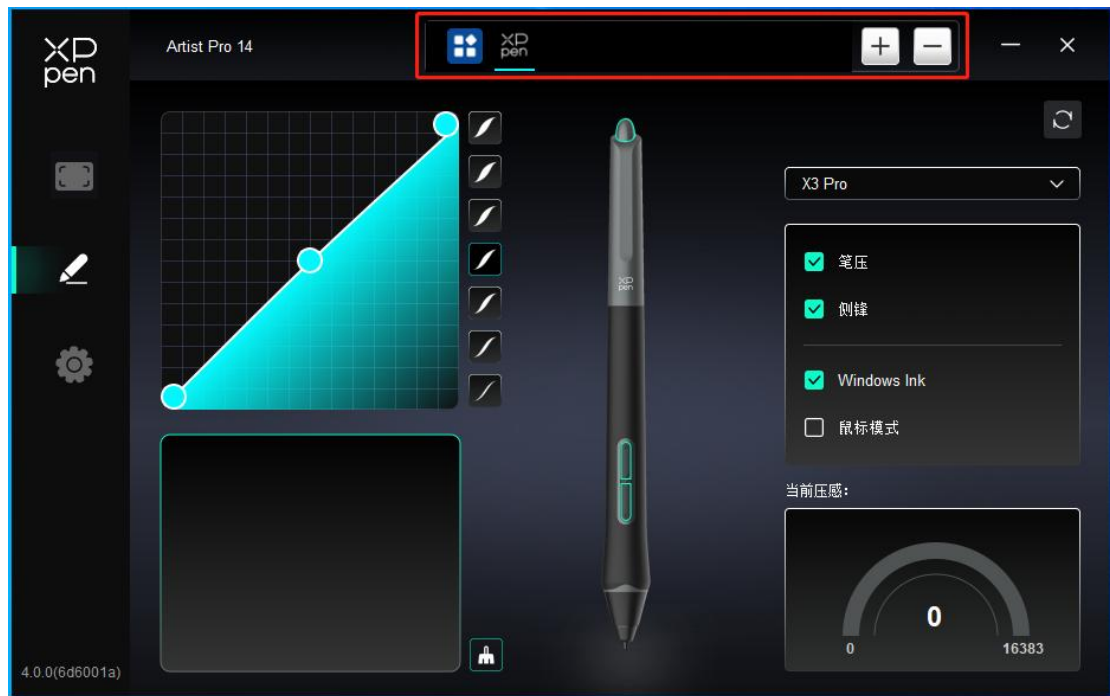 XP
pen
Artist Pro 14
XP
pen
X3 Pro
笔压
侧锋
Windows Ink
鼠标模式
XP
pen
当前压感：
0
0
16383
4.0.0(6d6001a)